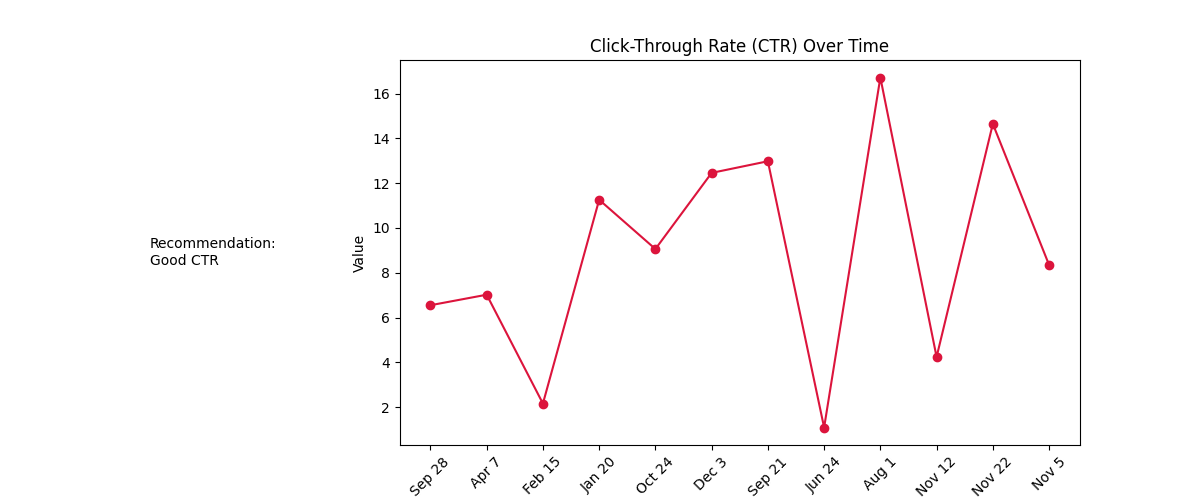 Click-Through Rate (CTR) Over Time
Recommendation:
Good CTR
Value
16
14
12
10
8
6
4
2
Sep 28
Apr 7
Feb 15
Jan 20
Oct 24
Dec 3
Sep 21
Jun 24
Aug 1
Nov 12
Nov 22
Nov 5